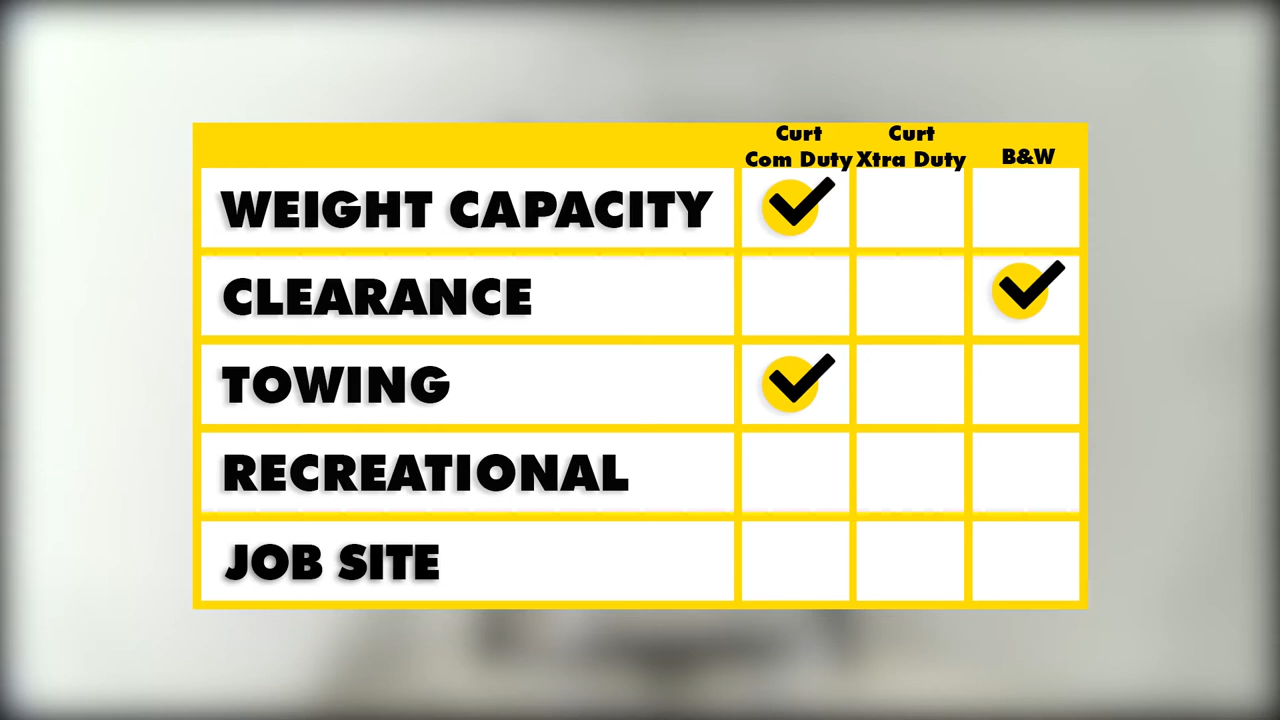 Curt Curt
Com Duty Xtra Duty B&W
WEIGHT CAPACITY
CLEARANCE
TOWING
RECREATIONAL
JOB SITE